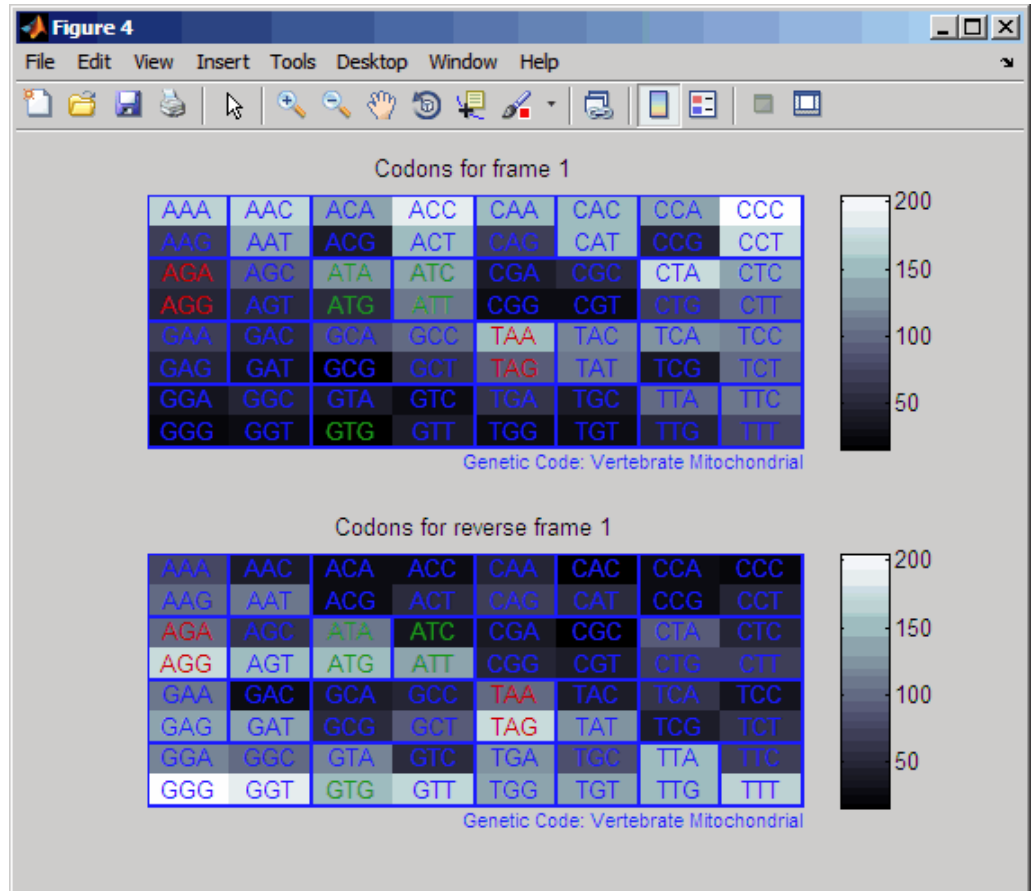 Figure 4
File Edit View Insert Tools Desktop Window Help
Codons for frame 1
AAA AAC ACA ACC CAA CAC CCA CCC
AAG AAT ACG ACT CAG CAT CCG CCT
AGA AGC ATA ATC CGA CGC CTA CTC
AGG AGT ATG ATT CGG CGT CTG CTT
GAA GAC GCA GCC TAA TAC TCA TCC
GAG GAT GCG GCT TAG TAT TCG TCT
GGA GGC GTA GTC TGA TGC TTA TTC
GGG GGT GTG GTT TGG TGT TTG TTT
200
150
100
50
Genetic Code: Vertebrate Mitochondrial
Codons for reverse frame 1
AAA AAC ACA ACC CAA CAC CCA CCC
AAG AAT ACG ACT CAG CAT CCG CCT
AGA AGC ATA ATC CGA CGC CTA CTC
AGG AGT ATG ATT CGG CGT CTG CTT
GAA GAC GCA GCC TAA TAC TCA TCC
GAG GAT GCG GCT TAG TAT TCG TCT
GGA GGC GTA GTC TGA TGC TTA TTC
GGG GGT GTG GTT TGG TGT TTG TTT
200
150
100
50
Genetic Code: Vertebrate Mitochondrial